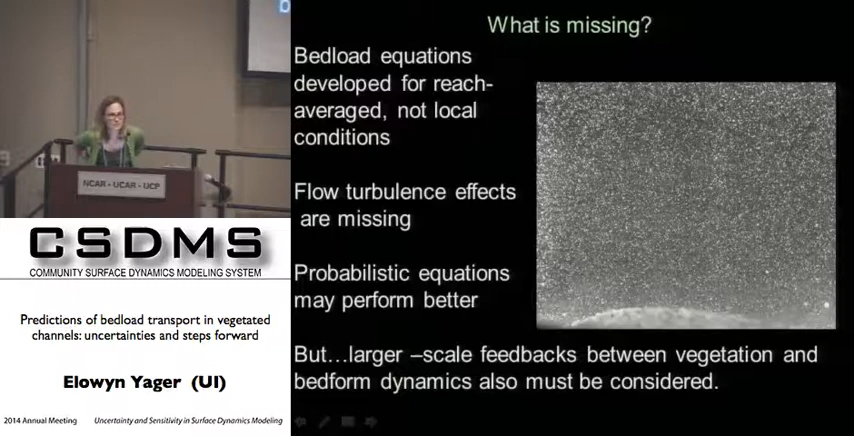 NCAR - UCAR - UCP
CSDMS
COMMUNITY SURFACE DYNAMICS MODELING SYSTEM
Predictions of bedload transport in vegetated
channels: uncertainties and steps forward
Elowyn Yager (UI)
2014 Annual Meeting
Uncertainty and Sensitivity in Surface Dynamics Modeling
What is missing?
Bedload equations
developed for reach-
averaged, not local
conditions
Flow turbulence effects
are missing
Probabilistic equations
may perform better
But...larger –scale feedbacks between vegetation and
bedform dynamics also must be considered.